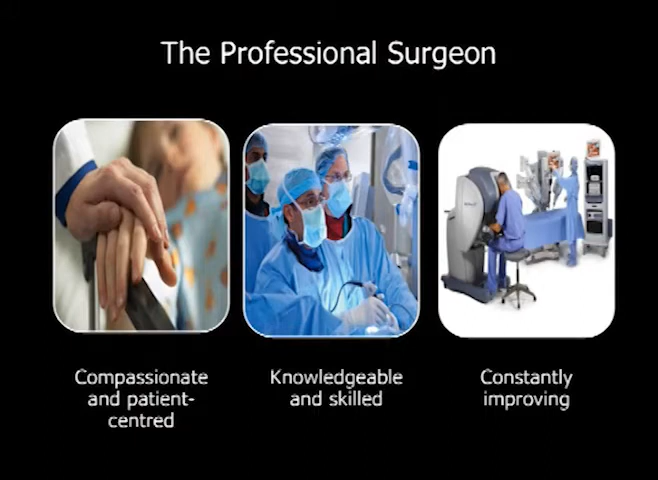 The Professional Surgeon
Compassionate
and patient-
centred
Knowledgeable
and skilled
Constantly
improving